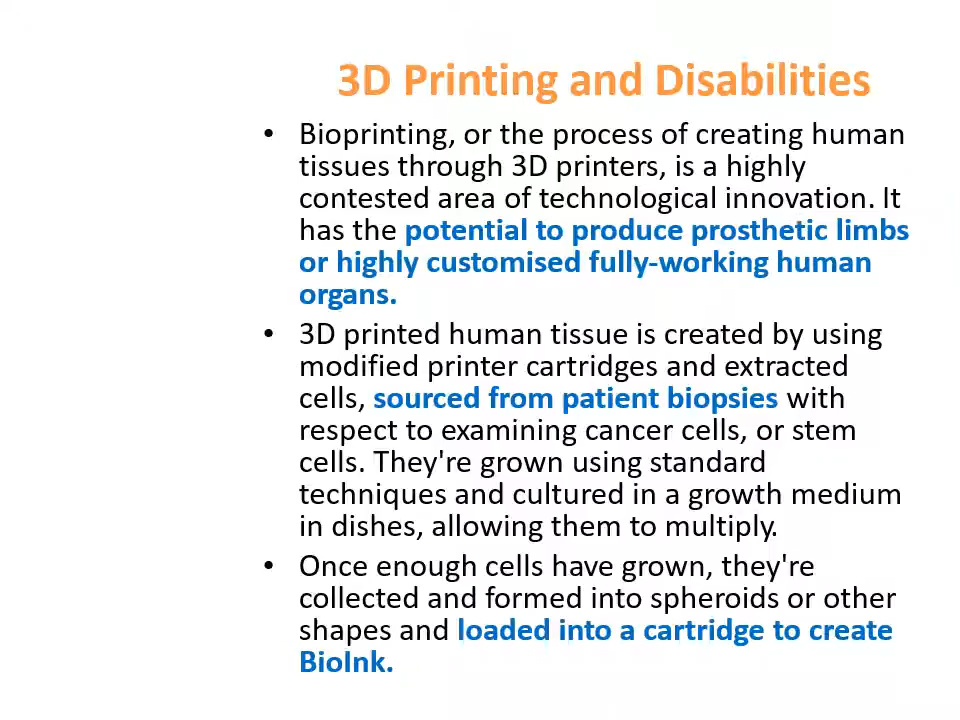 3D Printing and Disabilities
• Bioprinting, or the process of creating human
tissues through 3D printers, is a highly
contested area of technological innovation. It
has the potential to produce prosthetic limbs
or highly customised fully-working human
organs.
• 3D printed human tissue is created by using
modified printer cartridges and extracted
cells, sourced from patient biopsies with
respect to examining cancer cells, or stem
cells. They're grown using standard
techniques and cultured in a growth medium
in dishes, allowing them to multiply.
• Once enough cells have grown, they're
collected and formed into spheroids or other
shapes and loaded into a cartridge to create
BioInk.